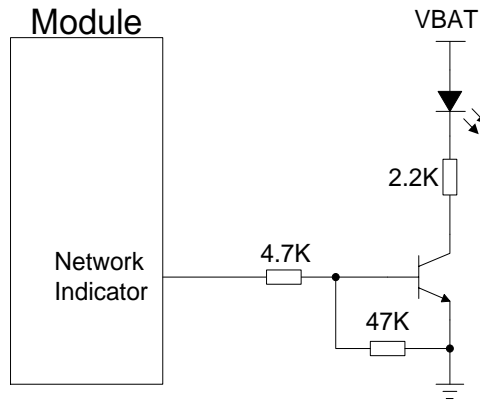 Module
VBAT
2.2K
4.7K
Network
Indicator
47K